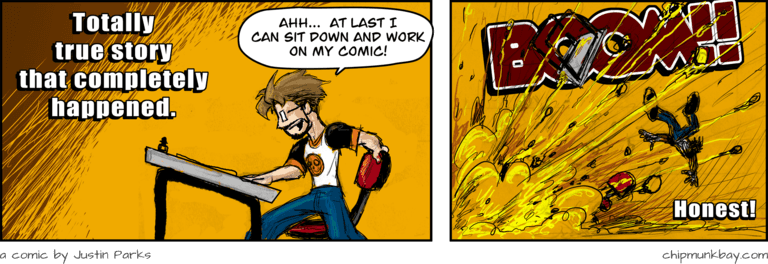 Totally
true story
that completely
happened.
AHH... AT LAST I
CAN SIT DOWN AND WORK
ON MY COMIC!
BOOM!!
Honest!
a comic by Justin Parks
chipmunkbay.com